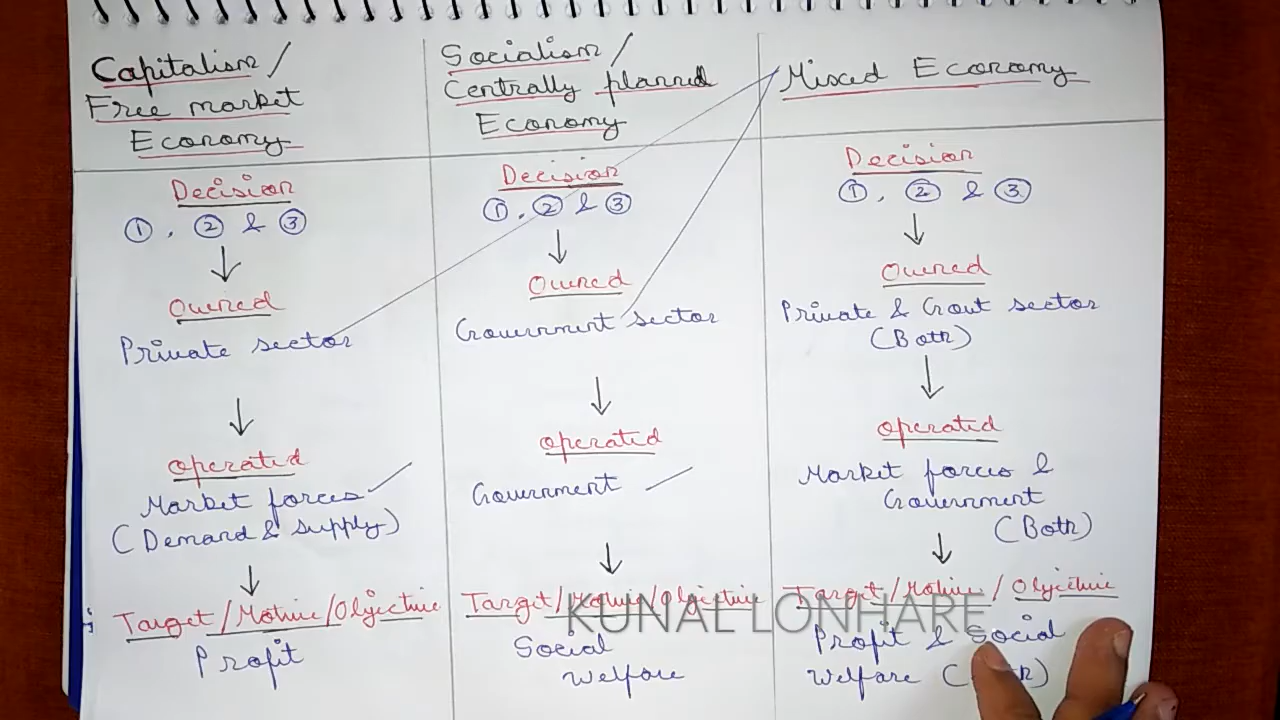 Capitalism /
Free market
Economy
Decision
①, ② & ③
Owned
Private sector
Operated
Market forces
(Demand & supply)
Target/Motive/Objective
Profit
Socialism /
Centrally planned
Economy
Decision
①, ② & ③
Owned
Government sector
Operated
Government
Target/Motive/Objective
Social
welfare
Mixed Economy
Decision
①, ② & ③
Owned
Private & Govt sector
(Both)
Operated
Market forces &
Government
(Both)
Target/Motive/Objective
Profit & Social
welfare (
KUNAL LONHARE